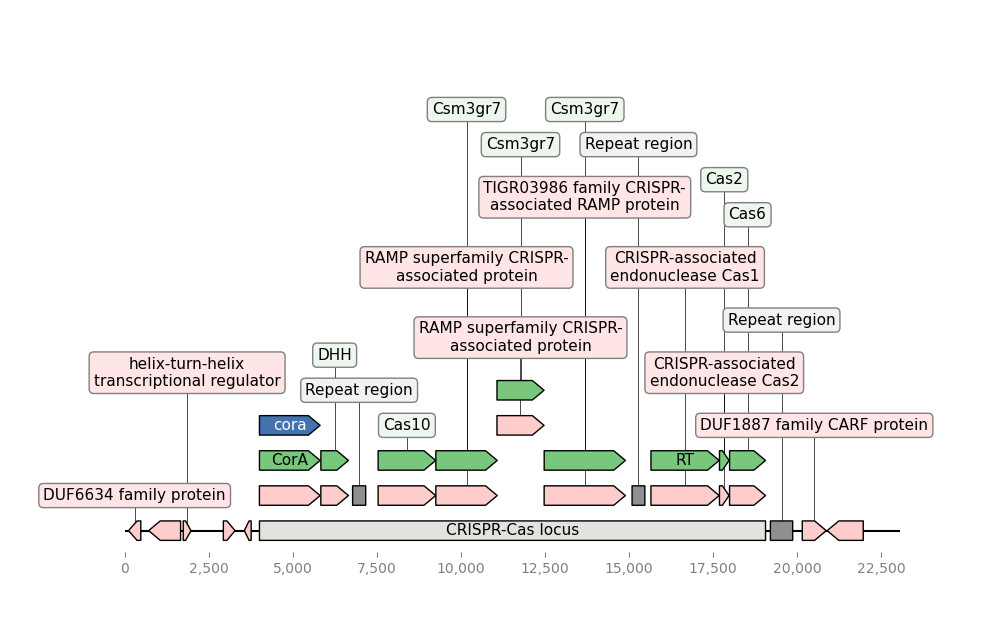 Csm3gr7 Csm3gr7
Csm3gr7 Repeat region
TIGR03986 family CRISPR-
associated RAMP protein
Cas2
Cas6
RAMP superfamily CRISPR-
associated protein
CRISPR-associated
endonuclease Cas1
Repeat region
RAMP superfamily CRISPR-
associated protein
DHH
helix-turn-helix
transcriptional regulator
CRISPR-associated
endonuclease Cas2
Repeat region
cora Cas10 DUF1887 family CARF protein
CorA RT
DUF6634 family protein
CRISPR-Cas locus
0 2,500 5,000 7,500 10,000 12,500 15,000 17,500 20,000 22,500